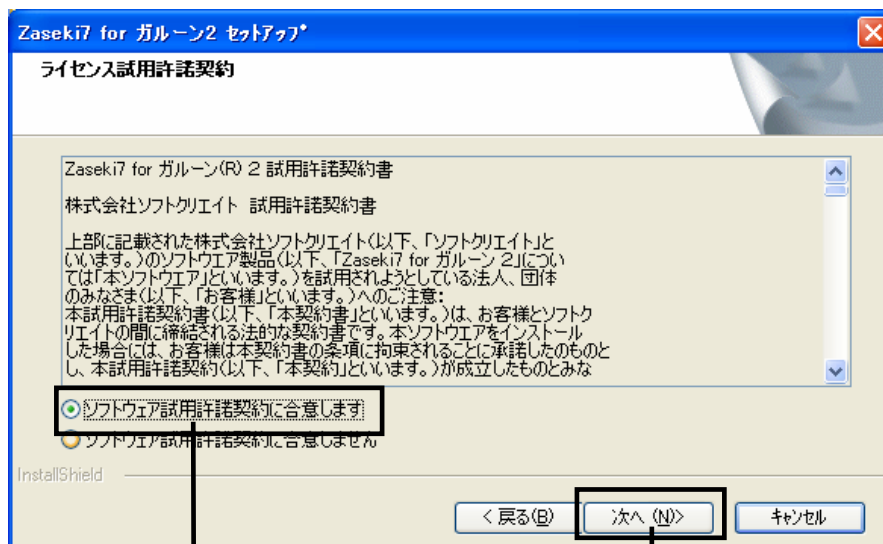 Zaseki7 for ガルーン2 セットアップ
ライセンス試用許諾契約
Zaseki7 for ガルーン(R) 2 試用許諾契約書
株式会社ソフトクリエイト 試用許諾契約書
上部に記載された株式会社ソフトクリエイト(以下、「ソフトクリエイト」と
いいます。)のソフトウエア製品(以下、「Zaseki7 for ガルーン 2」につい
ては「本ソフトウエア」といいます。)を試用されようとしている法人、団体
のみなさま(以下、「お客様」といいます。)へのご注意:
本試用許諾契約書(以下、「本契約書」といいます。)は、お客様とソフトク
リエイトの間に締結される法的な契約書です。本ソフトウエアをインストール
した場合には、お客様は本契約書の条項に拘束されることに承諾したのものと
し、本試用許諾契約(以下、「本契約」といいます。)が成立したものとみな
ソフトウェア試用許諾契約に合意します
ソフトウェア試用許諾契約に合意しません
InstallShield
< 戻る(B)
次へ (N)>
キャンセル